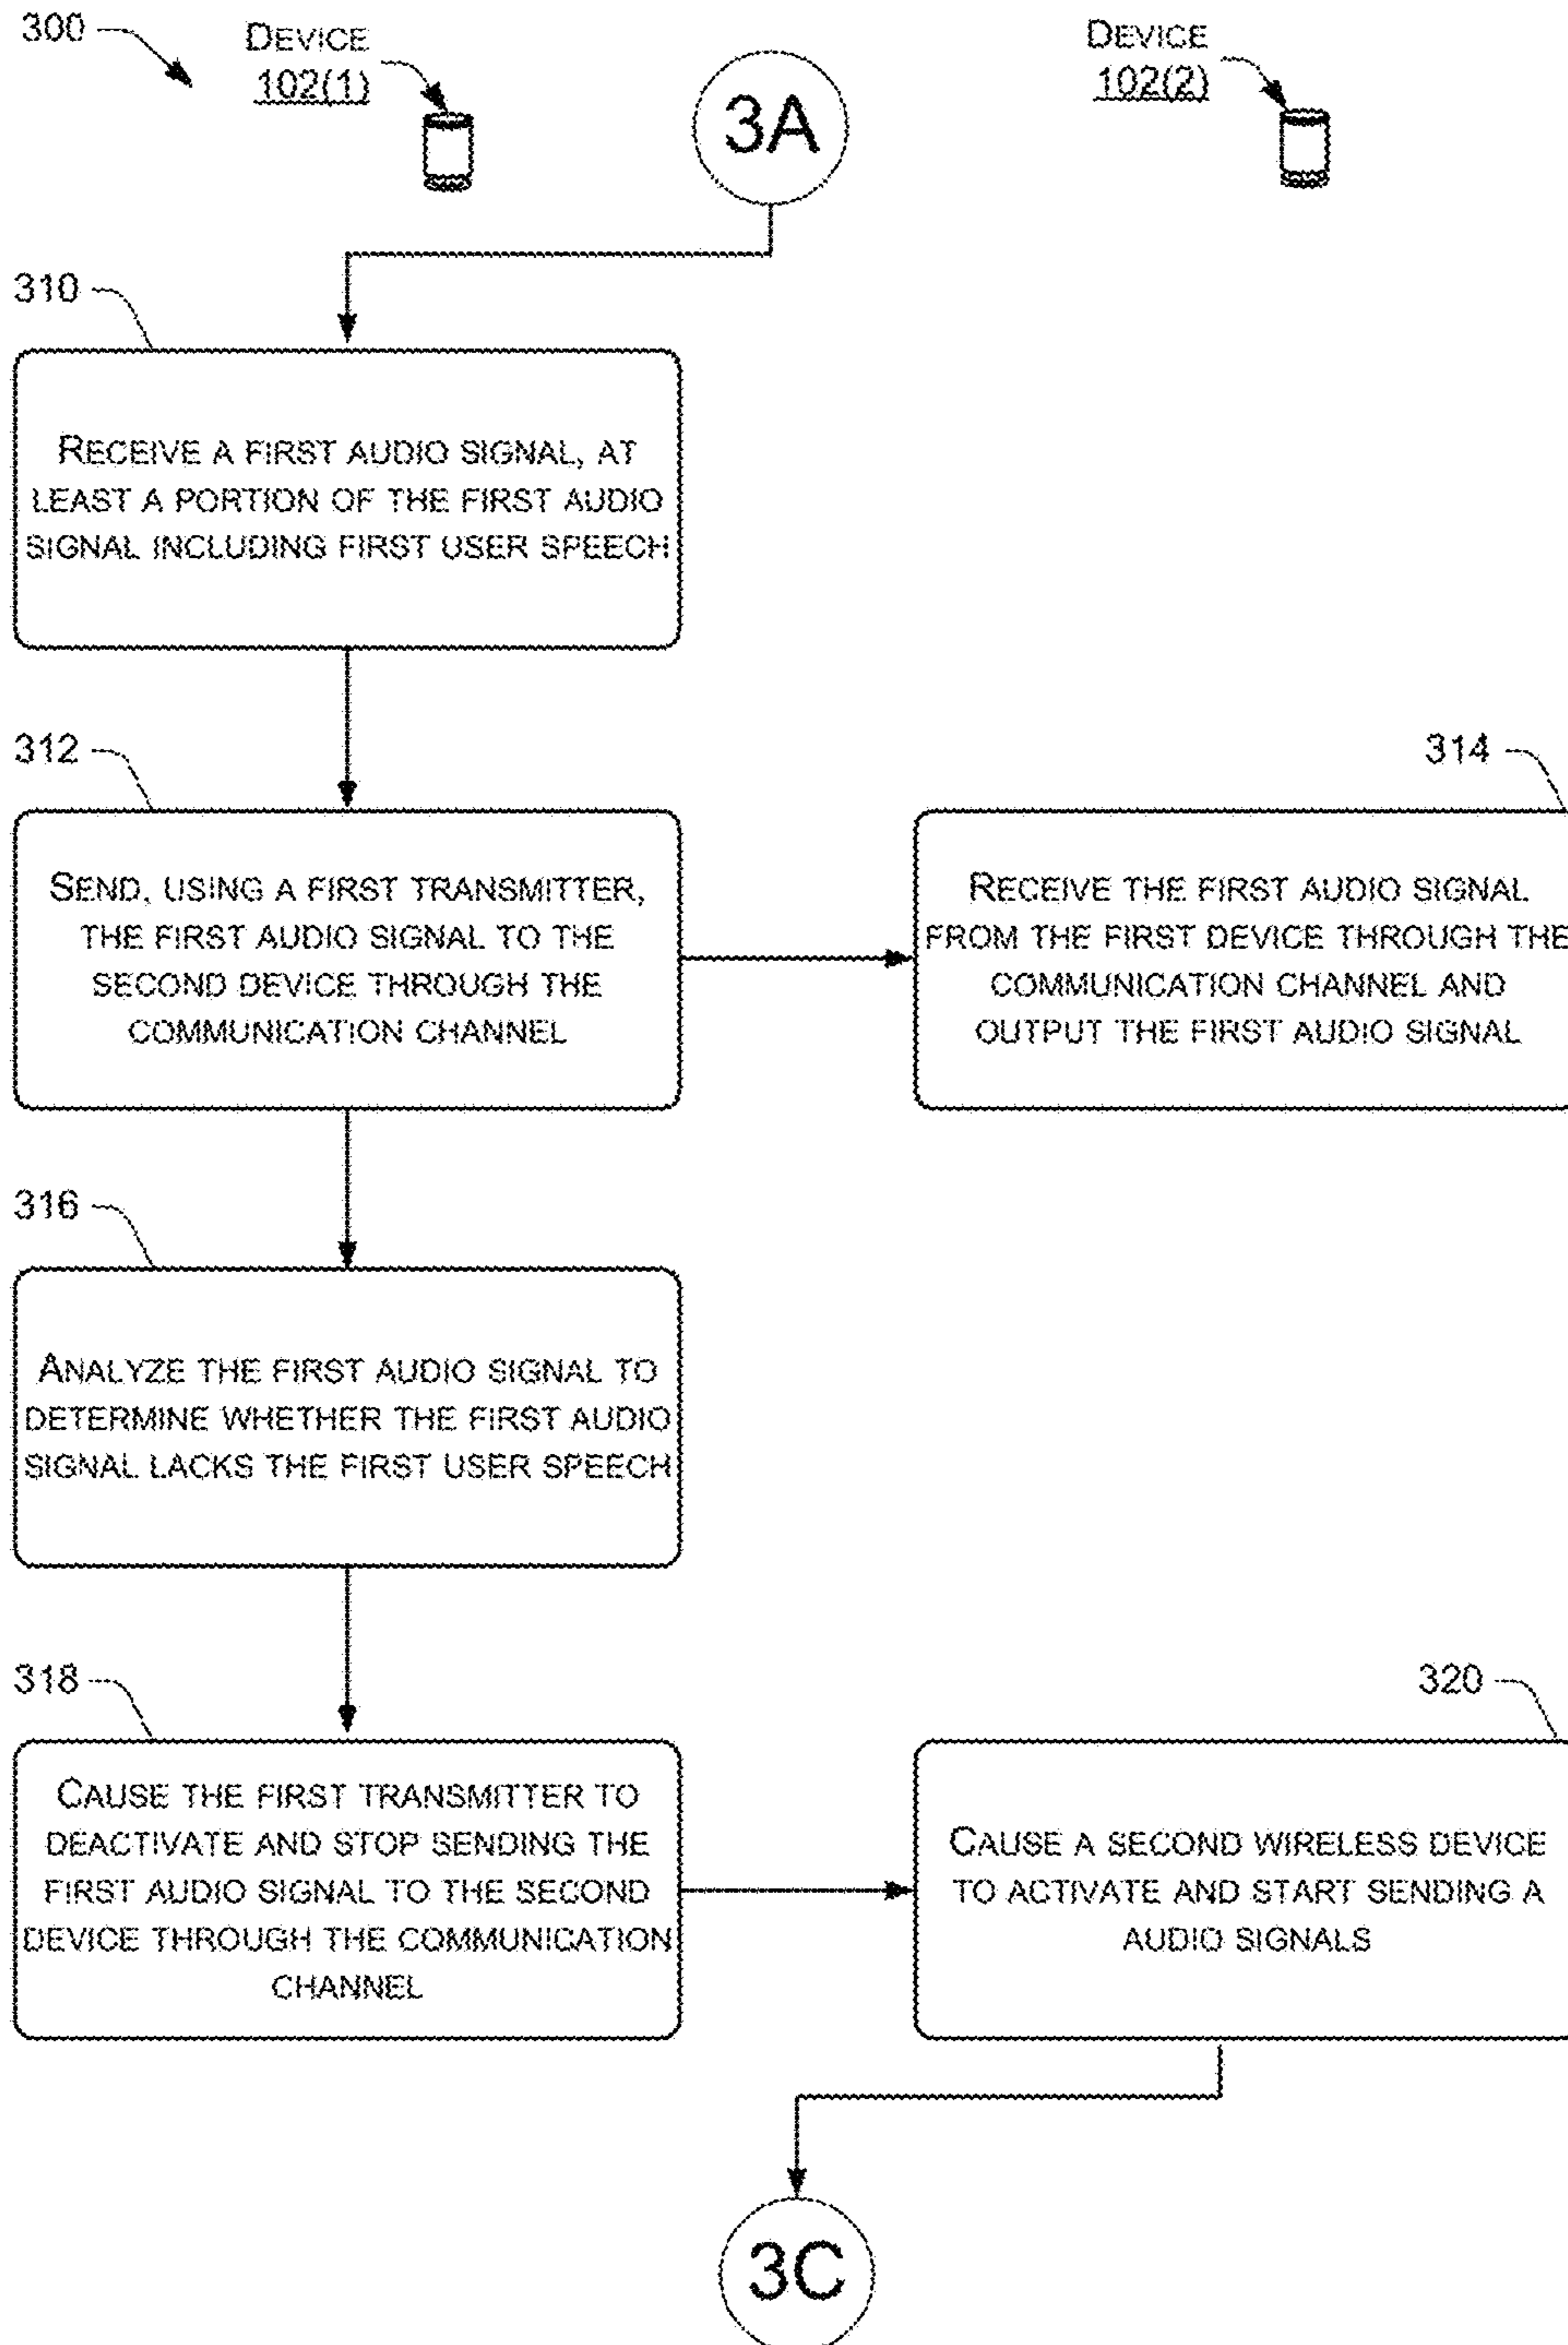 300
DEVICE
102(1)
3A
DEVICE
102(2)
310
RECEIVE A FIRST AUDIO SIGNAL, AT
LEAST A PORTION OF THE FIRST AUDIO
SIGNAL INCLUDING FIRST USER SPEECH
312
SEND, USING A FIRST TRANSMITTER,
THE FIRST AUDIO SIGNAL TO THE
SECOND DEVICE THROUGH THE
COMMUNICATION CHANNEL
314
RECEIVE THE FIRST AUDIO SIGNAL
FROM THE FIRST DEVICE THROUGH THE
COMMUNICATION CHANNEL AND
OUTPUT THE FIRST AUDIO SIGNAL
316
ANALYZE THE FIRST AUDIO SIGNAL TO
DETERMINE WHETHER THE FIRST AUDIO
SIGNAL LACKS THE FIRST USER SPEECH
318
CAUSE THE FIRST TRANSMITTER TO
DEACTIVATE AND STOP SENDING THE
FIRST AUDIO SIGNAL TO THE SECOND
DEVICE THROUGH THE COMMUNICATION
CHANNEL
320
CAUSE A SECOND WIRELESS DEVICE
TO ACTIVATE AND START SENDING A
AUDIO SIGNALS
3C